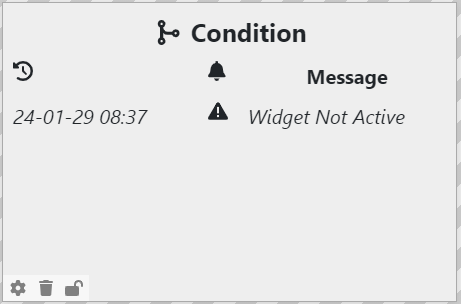 Condition
Message
24-01-29 08:37 Widget Not Active